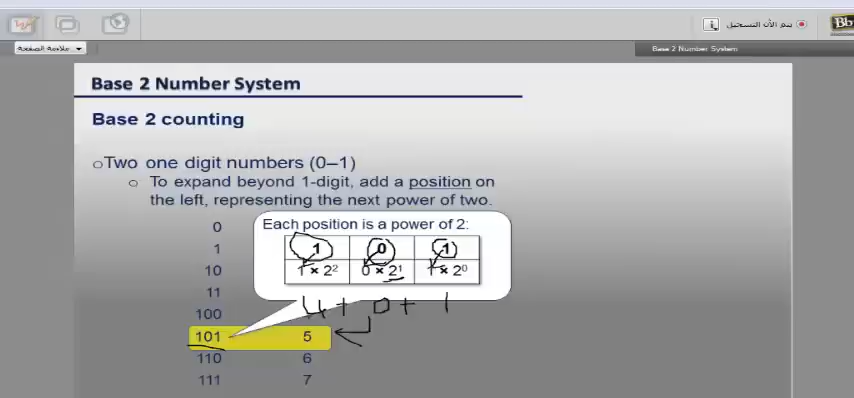 يتم الآن التسجيل
Bb
ملاءمة الصفحة
Base 2 Number System
Base 2 Number System
Base 2 counting
Two one digit numbers (0–1)
To expand beyond 1-digit, add a position on
the left, representing the next power of two.
Each position is a power of 2:
1 0 1
1 × 2² 0 × 2¹ 1 × 2⁰
4 + 0 + 1
0
1
10
11
100
101 5
110 6
111 7